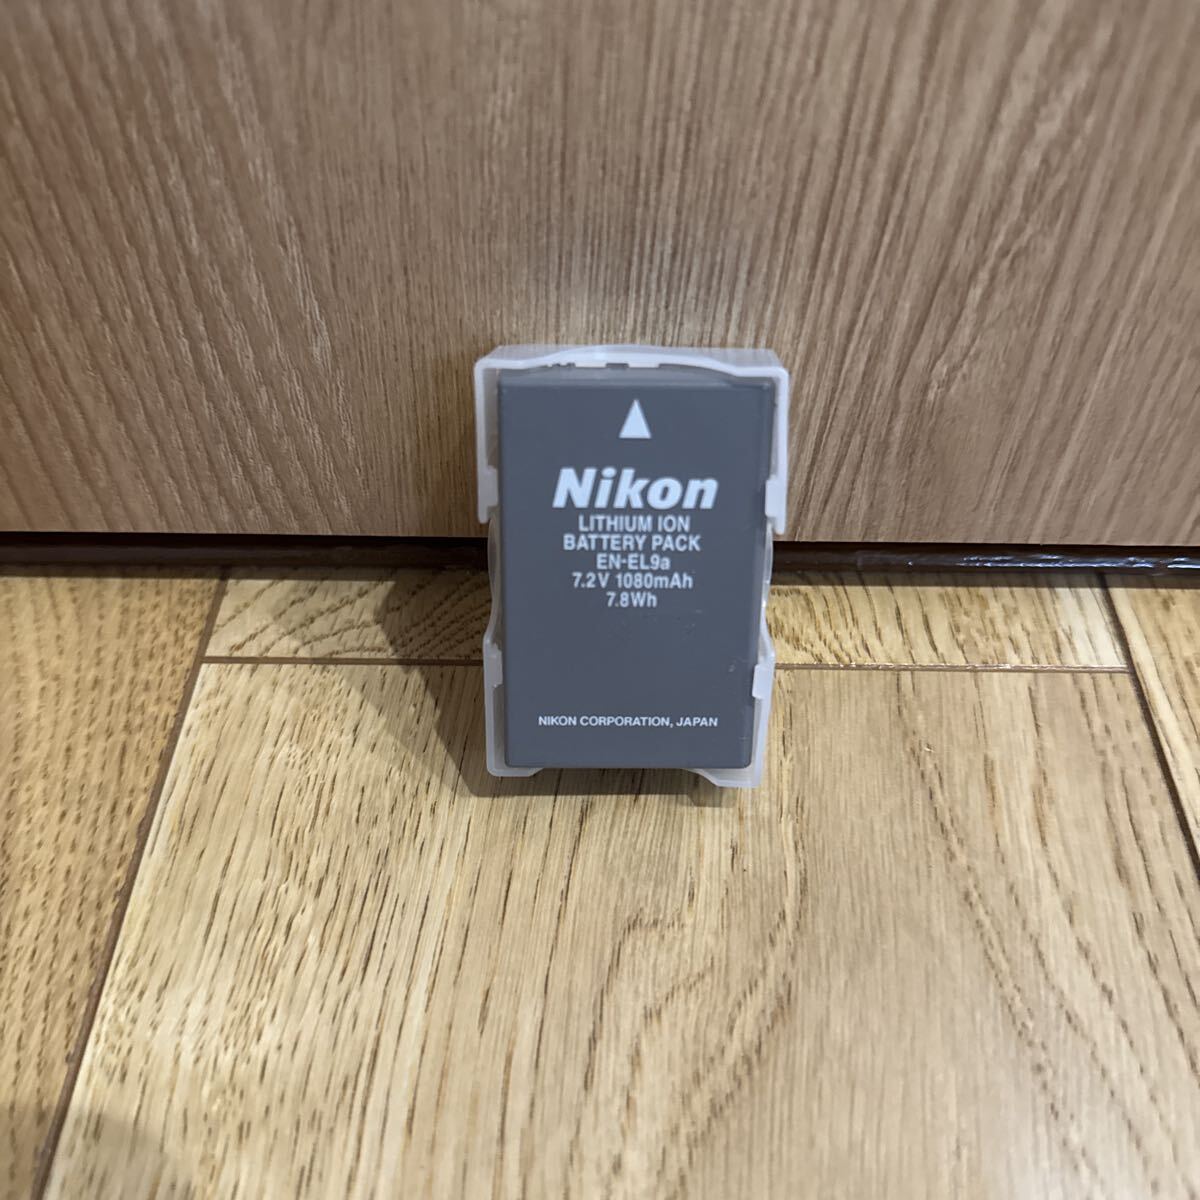 Nikon
LITHIUM ION
BATTERY PACK
EN-EL9a
7.2V 1080mAh
7.8Wh
NIKON CORPORATION, JAPAN